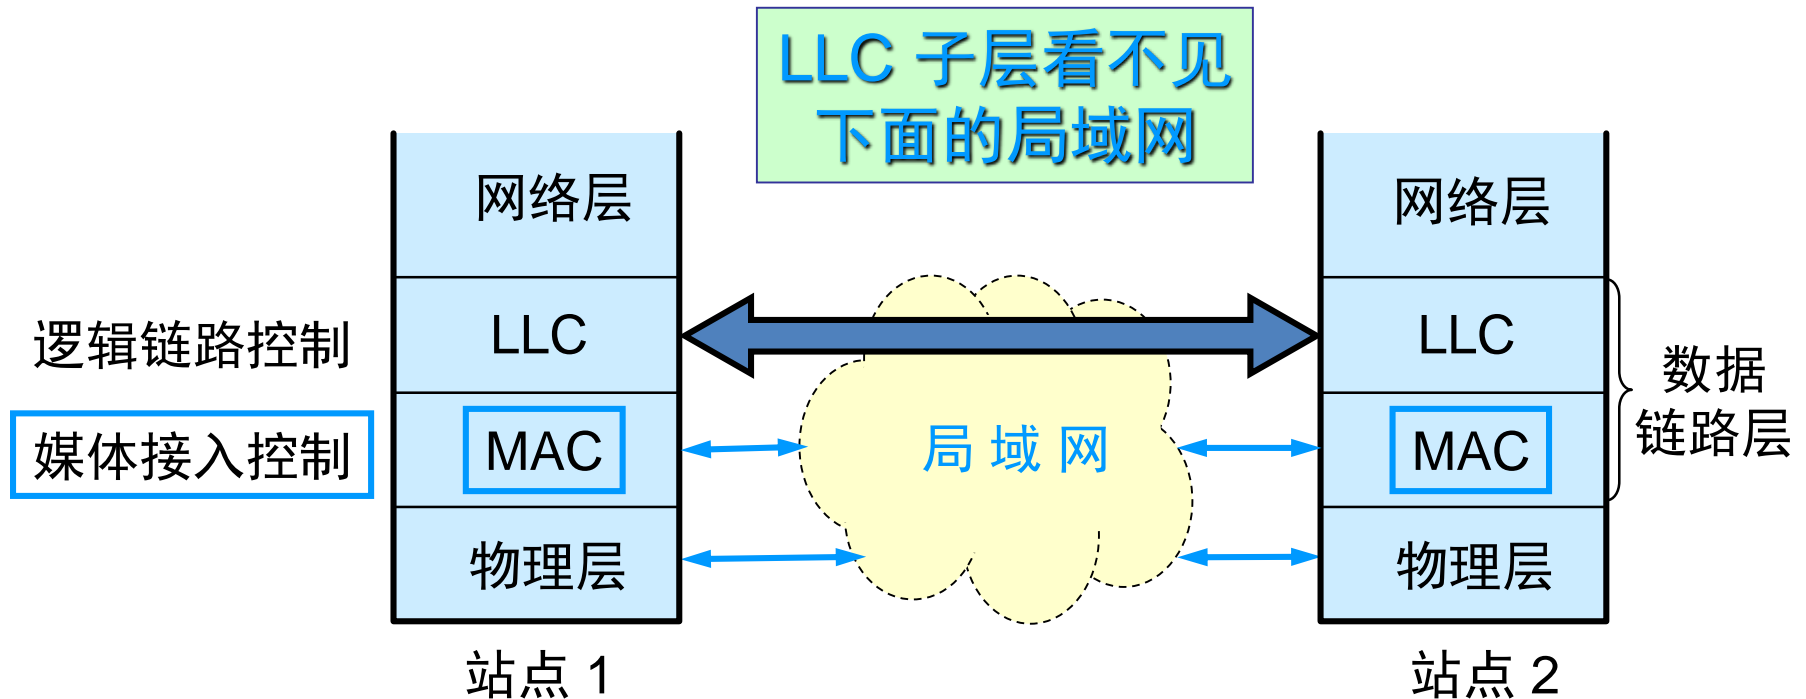 LLC 子层看不见
下面的局域网
网络层
网络层
逻辑链路控制
LLC
LLC
数据
链路层
媒体接入控制
MAC
局 域 网
MAC
物理层
物理层
站点 1
站点 2